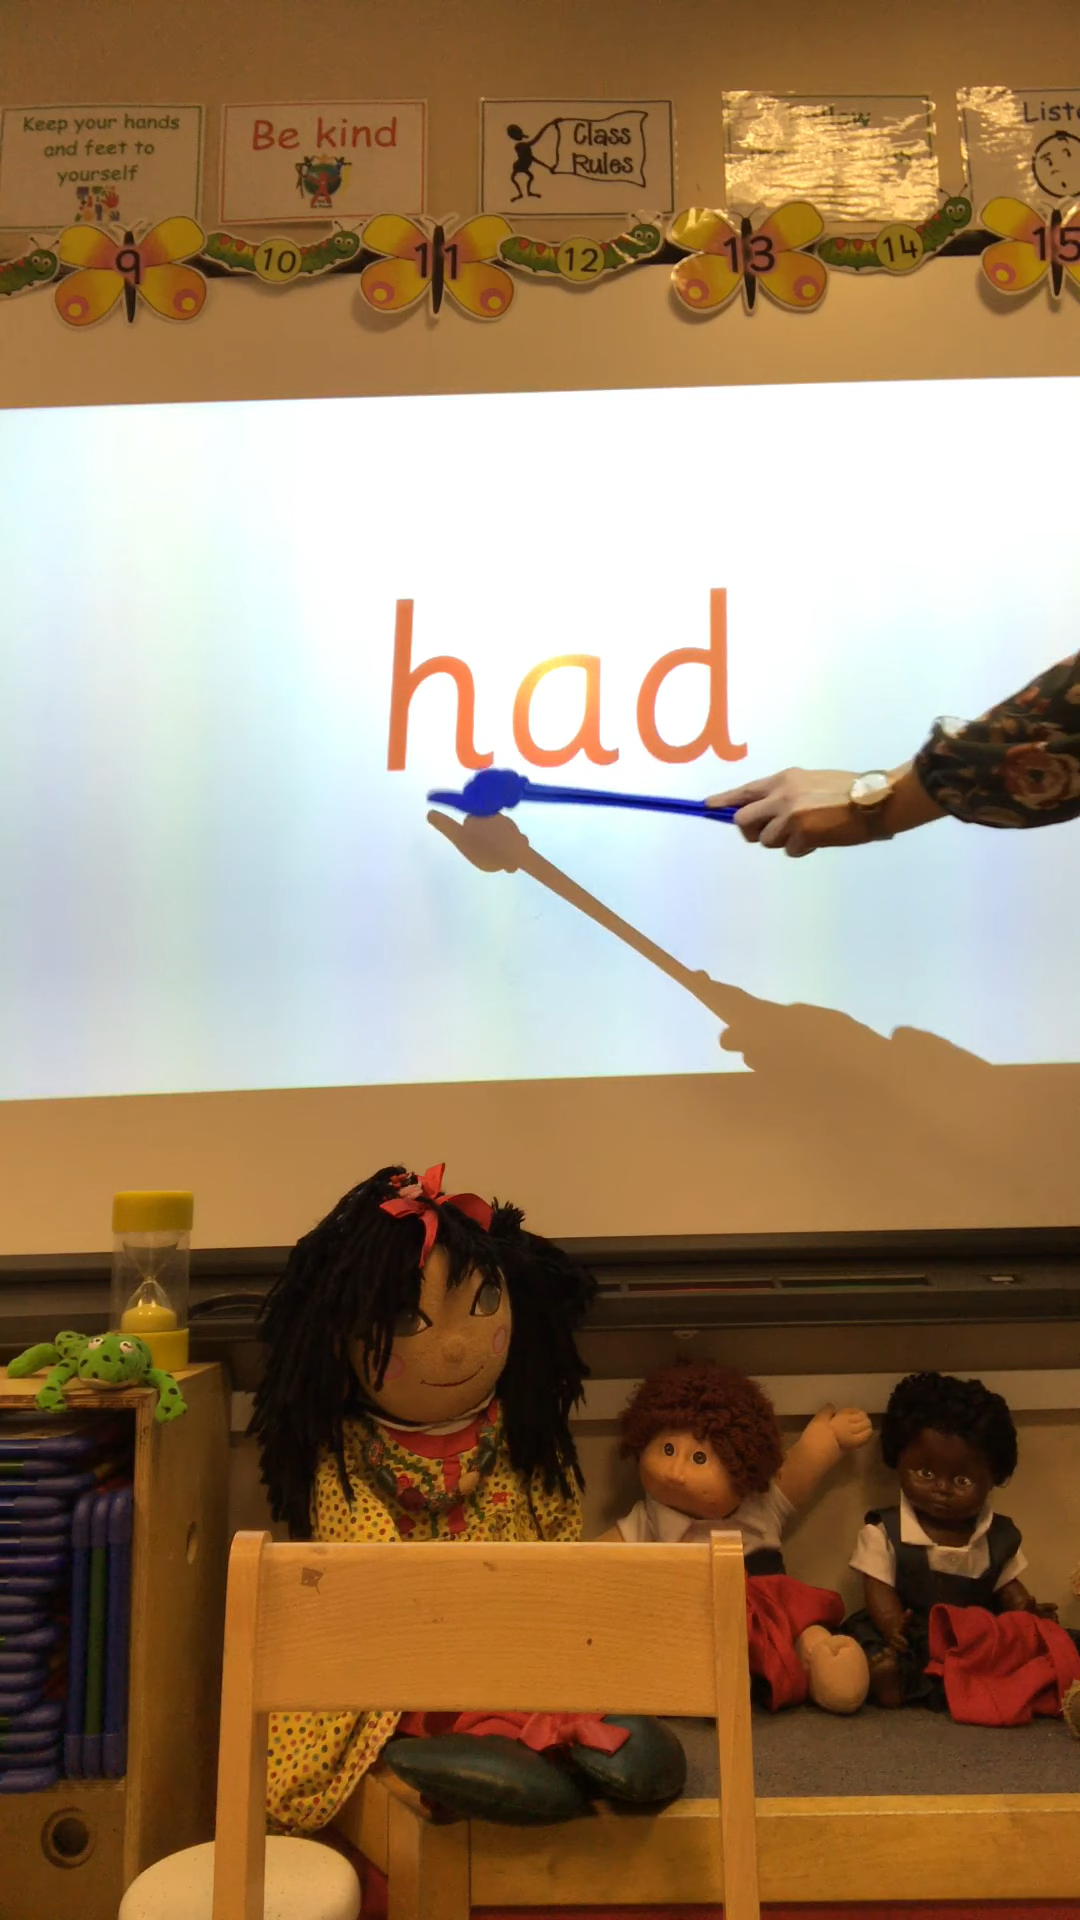 Keep your hands
and feet to
yourself
Be kind
Class
Rules
9
10
11
12
13
14
15
had